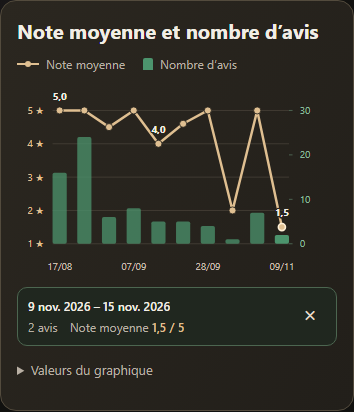 Note moyenne et nombre d'avis
Note moyenne Nombre d'avis
5,0
5 ★ 30
4,0
4 ★
20
3 ★
10
2 ★
1,5
1 ★ 0
17/08 07/09 28/09 09/11
9 nov. 2026 – 15 nov. 2026
2 avis Note moyenne 1,5 / 5
✕
▶ Valeurs du graphique